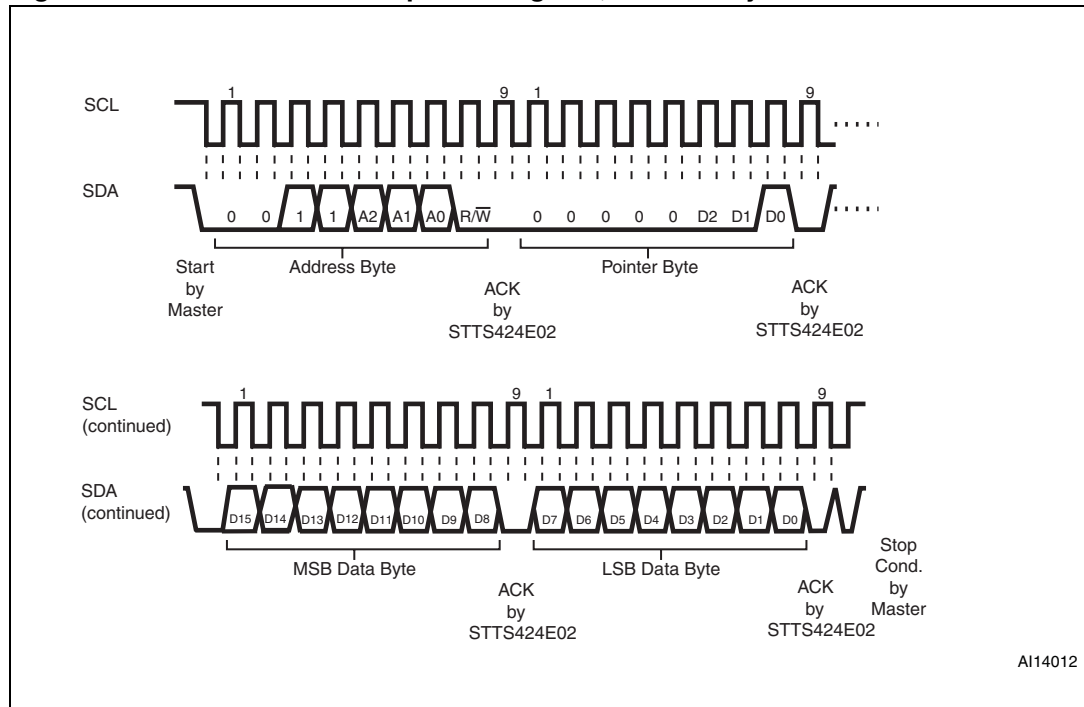 1 9 1 9
SCL
SDA
0 0 1 1 A2 A1 A0 R/W̅ 0 0 0 0 0 D2 D1 D0
Address Byte
Pointer Byte
Start
by
Master
ACK
by
STTS424E02
ACK
by
STTS424E02
1 9 1 9
SCL
(continued)
SDA
(continued)
D15 D14 D13 D12 D11 D10 D9 D8 D7 D6 D5 D4 D3 D2 D1 D0
MSB Data Byte
LSB Data Byte
ACK
by
STTS424E02
ACK
by
STTS424E02
Stop
Cond.
by
Master
AI14012